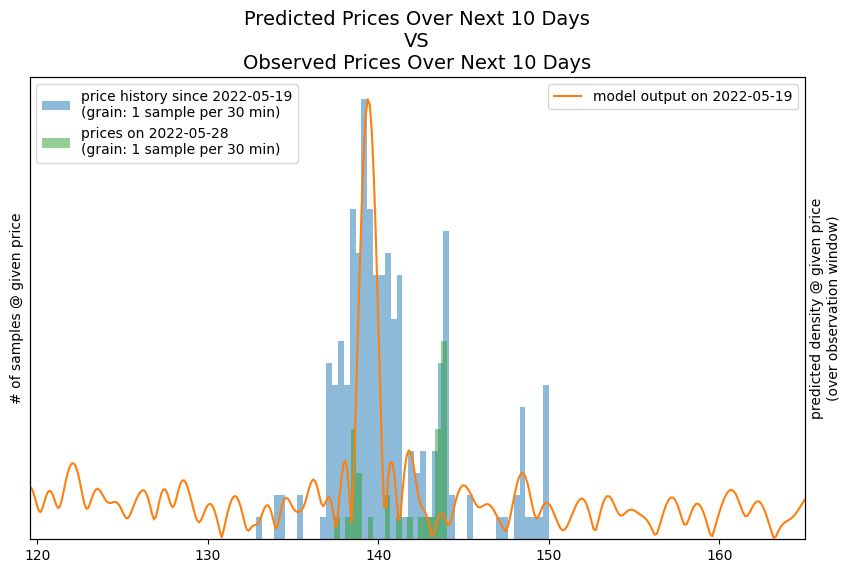 Predicted Prices Over Next 10 Days
VS
Observed Prices Over Next 10 Days
price history since 2022-05-19
(grain: 1 sample per 30 min)
prices on 2022-05-28
(grain: 1 sample per 30 min)
model output on 2022-05-19
# of samples @ given price
predicted density @ given price
(over observation window)
120
130
140
150
160